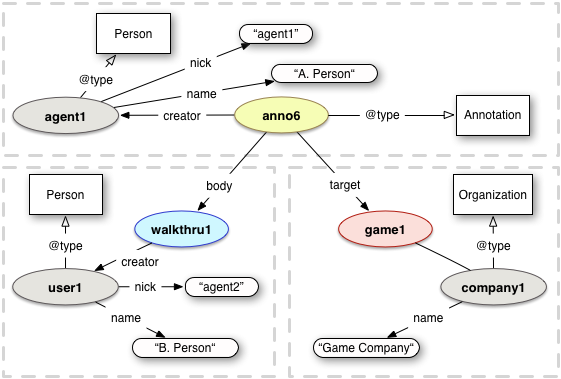 Person
"agent1"
@type
nick
"A. Person"
name
agent1
creator
anno6
@type
Annotation
body
target
Person
Organization
@type
walkthru1
game1
@type
creator
user1
nick
"agent2"
company1
name
name
"B. Person"
"Game Company"